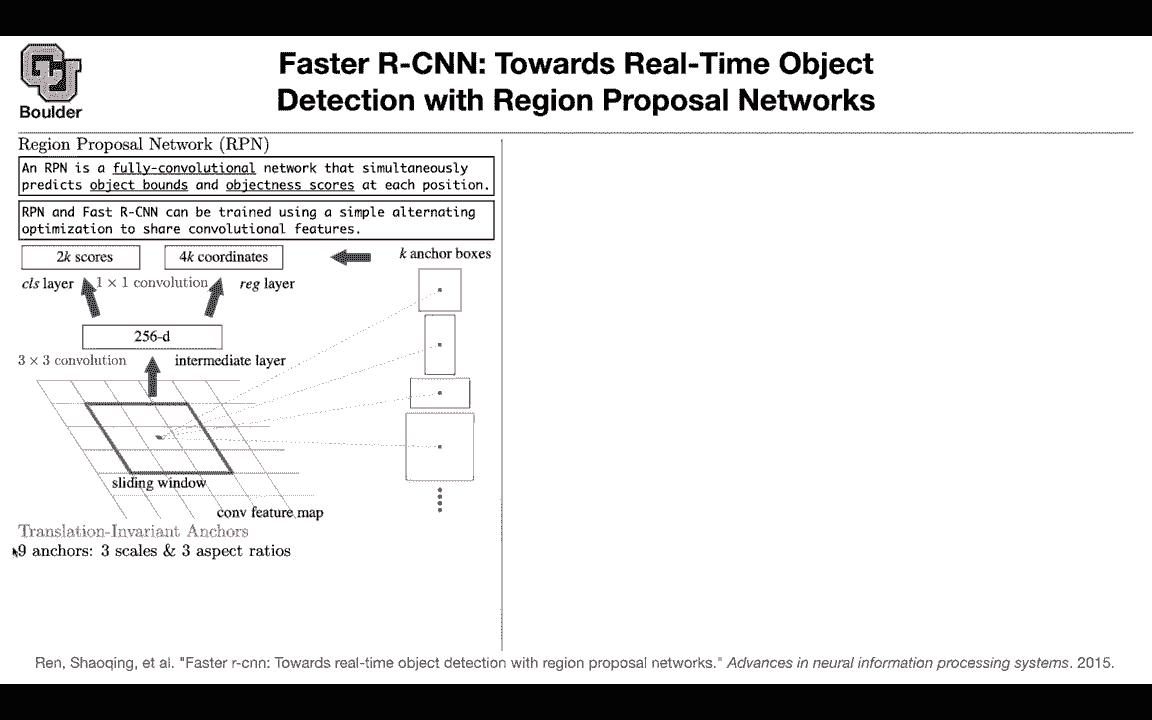 Boulder
Faster R-CNN: Towards Real-Time Object
Detection with Region Proposal Networks
Region Proposal Network (RPN)
An RPN is a fully-convolutional network that simultaneously
predicts object bounds and objectness scores at each position.
RPN and Fast R-CNN can be trained using a simple alternating
optimization to share convolutional features.
2k scores
4k coordinates
k anchor boxes
cls layer
1 × 1 convolution
reg layer
256-d
3 × 3 convolution
intermediate layer
sliding window
conv feature map
Translation-Invariant Anchors
9 anchors: 3 scales & 3 aspect ratios
Ren, Shaoqing, et al. "Faster r-cnn: Towards real-time object detection with region proposal networks." Advances in neural information processing systems. 2015.